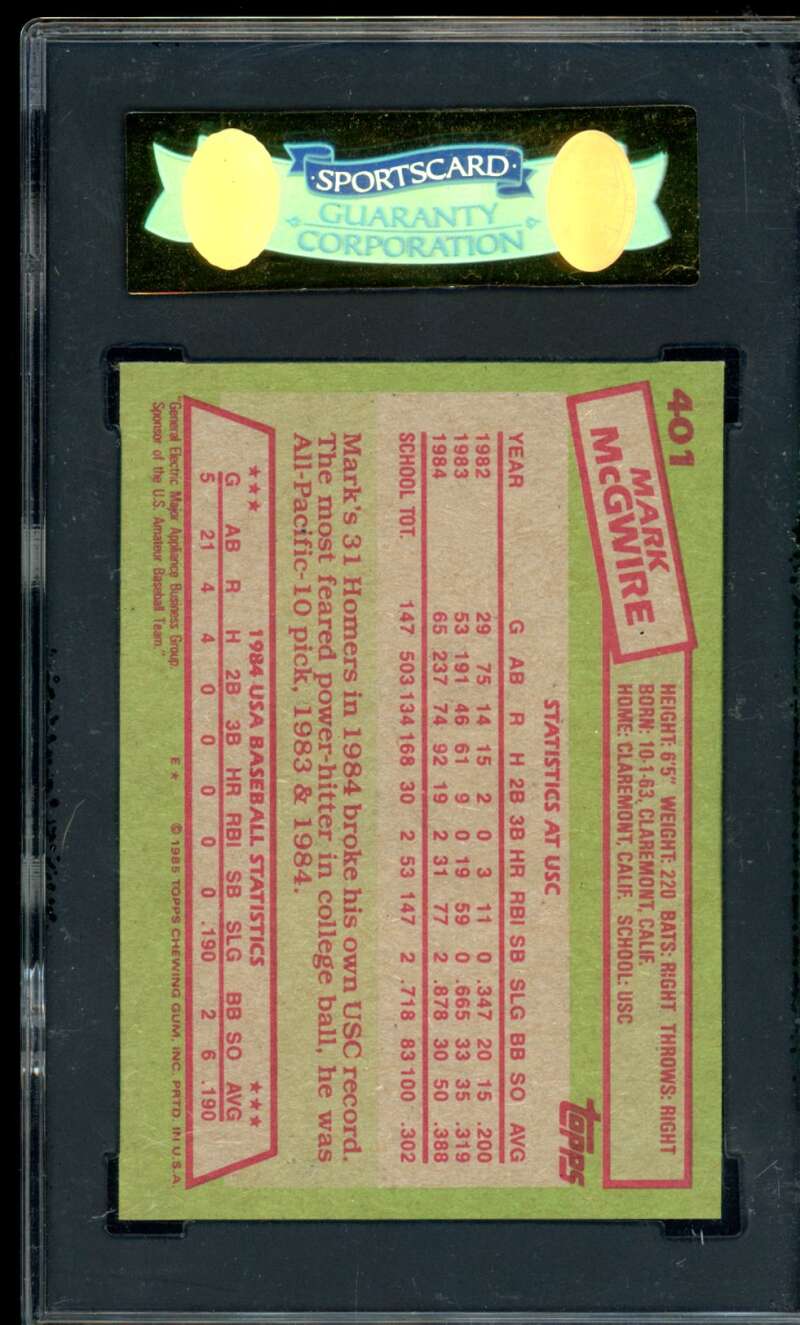 ·SPORTSCARD·
GUARANTY
CORPORATION
401
MARK
McGWIRE
HEIGHT: 6'5" WEIGHT: 220 BATS: RIGHT THROWS: RIGHT
BORN: 10-1-63, CLAREMONT, CALIF.
HOME: CLAREMONT, CALIF. SCHOOL: USC
topps
STATISTICS AT USC
YEAR G AB R H 2B 3B HR RBI SB SLG BB SO AVG
1982 29 75 14 15 2 0 3 11 0 .347 20 15 .200
1983 53 191 46 61 9 0 19 59 0 .665 33 35 .319
1984 65 237 74 92 19 2 31 77 2 .878 30 50 .388
SCHOOL TOT. 147 503 134 168 30 2 53 147 2 .718 83 100 .302
Mark's 31 Homers in 1984 broke his own USC record.
The most feared power-hitter in college ball, he was
All-Pacific-10 pick, 1983 & 1984.
★★★ 1984 USA BASEBALL STATISTICS ★★★
G AB R H 2B 3B HR RBI SB SLG BB SO AVG
5 21 4 4 0 0 0 0 0 .190 2 6 .190
"General Electric Major Appliance Business Group.
Sponsor of the U.S. Amateur Baseball Team."
E * © 1985 TOPPS CHEWING GUM, INC. PRTD. IN U.S.A.